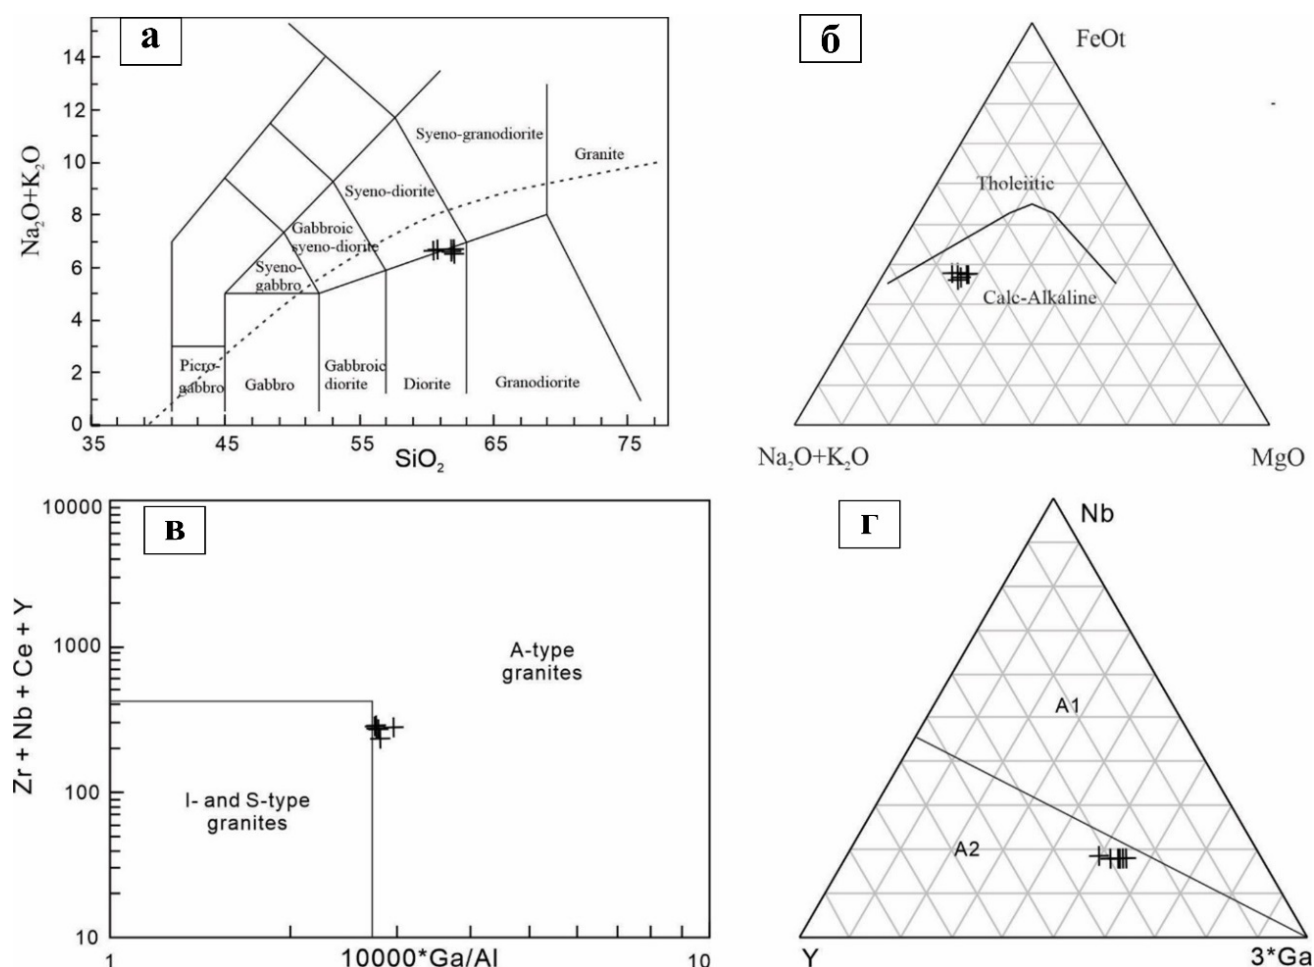 а
14
12
10
8
6
4
2
0
Na₂O+K₂O
Syeno-granodiorite
Granite
Syeno-diorite
Gabbroic
syeno-diorite
Syeno-
gabbro
Picro-
gabbro
Gabbro
Gabbroic
diorite
Diorite
Granodiorite
35
45
55
65
75
SiO₂
б
FeOt
Tholeiitic
Calc-Alkaline
Na₂O+K₂O
MgO
в
10000
1000
100
10
Zr + Nb + Ce + Y
A-type
granites
I- and S-type
granites
1
10000*Ga/Al
10
г
Nb
A1
A2
Y
3*Ga